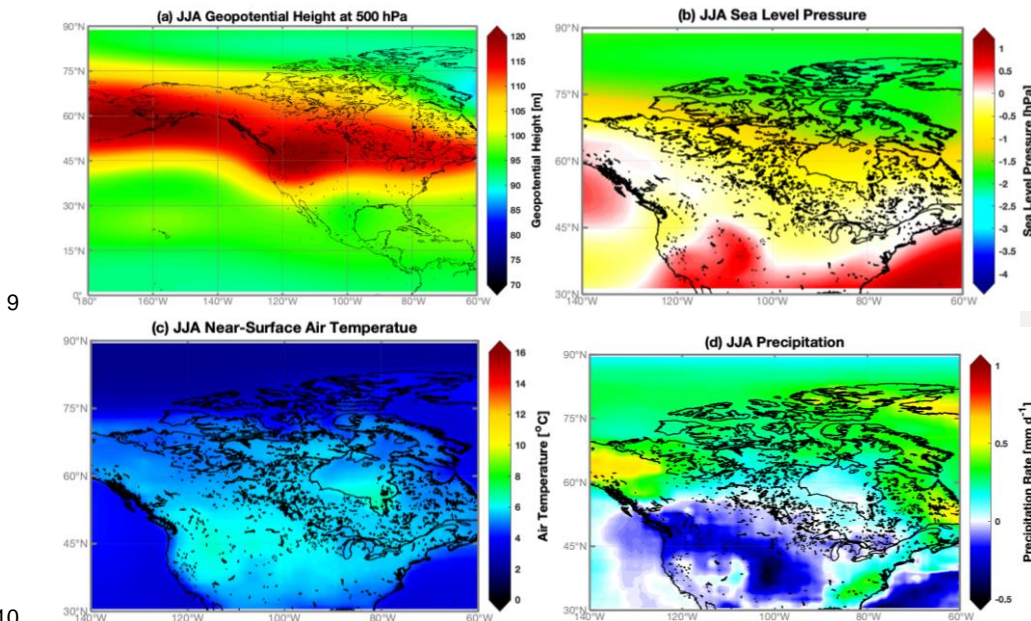 (a) JJA Geopotential Height at 500 hPa
90°N
75°N
60°N
45°N
30°N
15°N
0°
180°
160°W
140°W
120°W
100°W
80°W
60°W
120
115
110
105
100
95
90
85
80
75
70
Geopotential Height [m]
(b) JJA Sea Level Pressure
90°N
75°N
60°N
45°N
30°N
140°W
120°W
100°W
80°W
60°W
1
0.5
0
-0.5
-1
-1.5
-2
-2.5
-3
-3.5
-4
Sea Level Pressure [hPa]
9
(c) JJA Near-Surface Air Temperatue
90°N
75°N
60°N
45°N
30°N
140°W
120°W
100°W
80°W
60°W
16
14
12
10
8
6
4
2
0
Air Temperature [°C]
(d) JJA Precipitation
90°N
75°N
60°N
45°N
30°N
140°W
120°W
100°W
80°W
60°W
1
0.5
0
-0.5
Precipitation Rate [mm d-1]
10